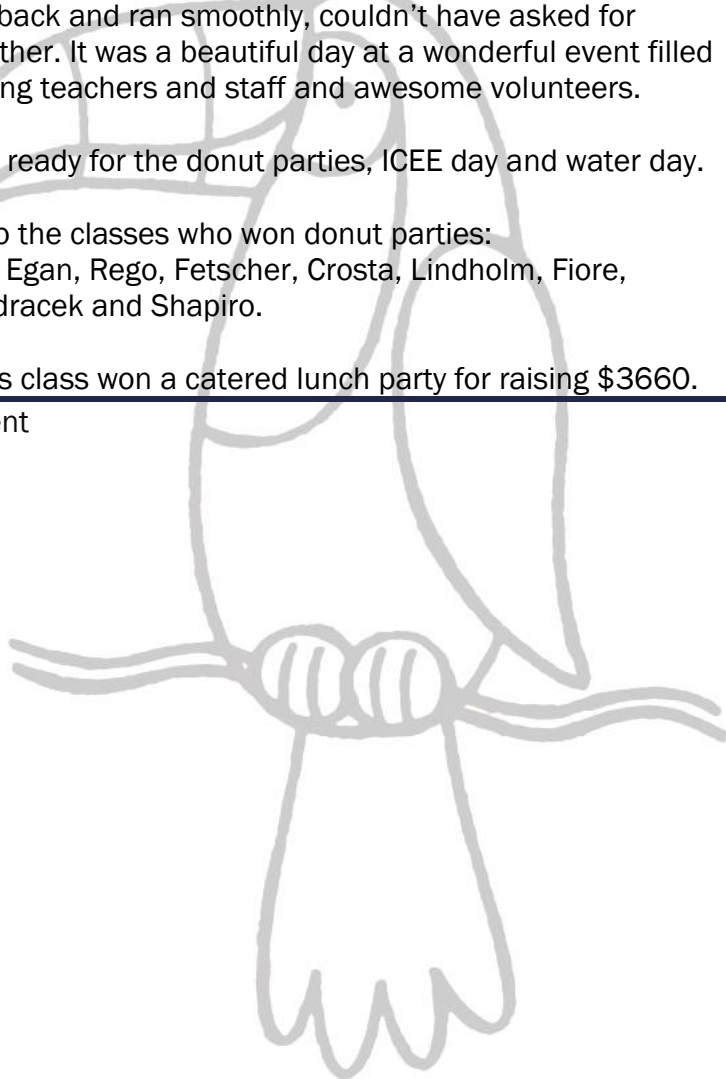 back and ran smoothly, couldn’t have asked for
ther. It was a beautiful day at a wonderful event filled
ng teachers and staff and awesome volunteers.
ready for the donut parties, ICEE day and water day.
o the classes who won donut parties:
Egan, Rego, Fetscher, Crosta, Lindholm, Fiore,
dracek and Shapiro.
s class won a catered lunch party for raising $3660.
ent